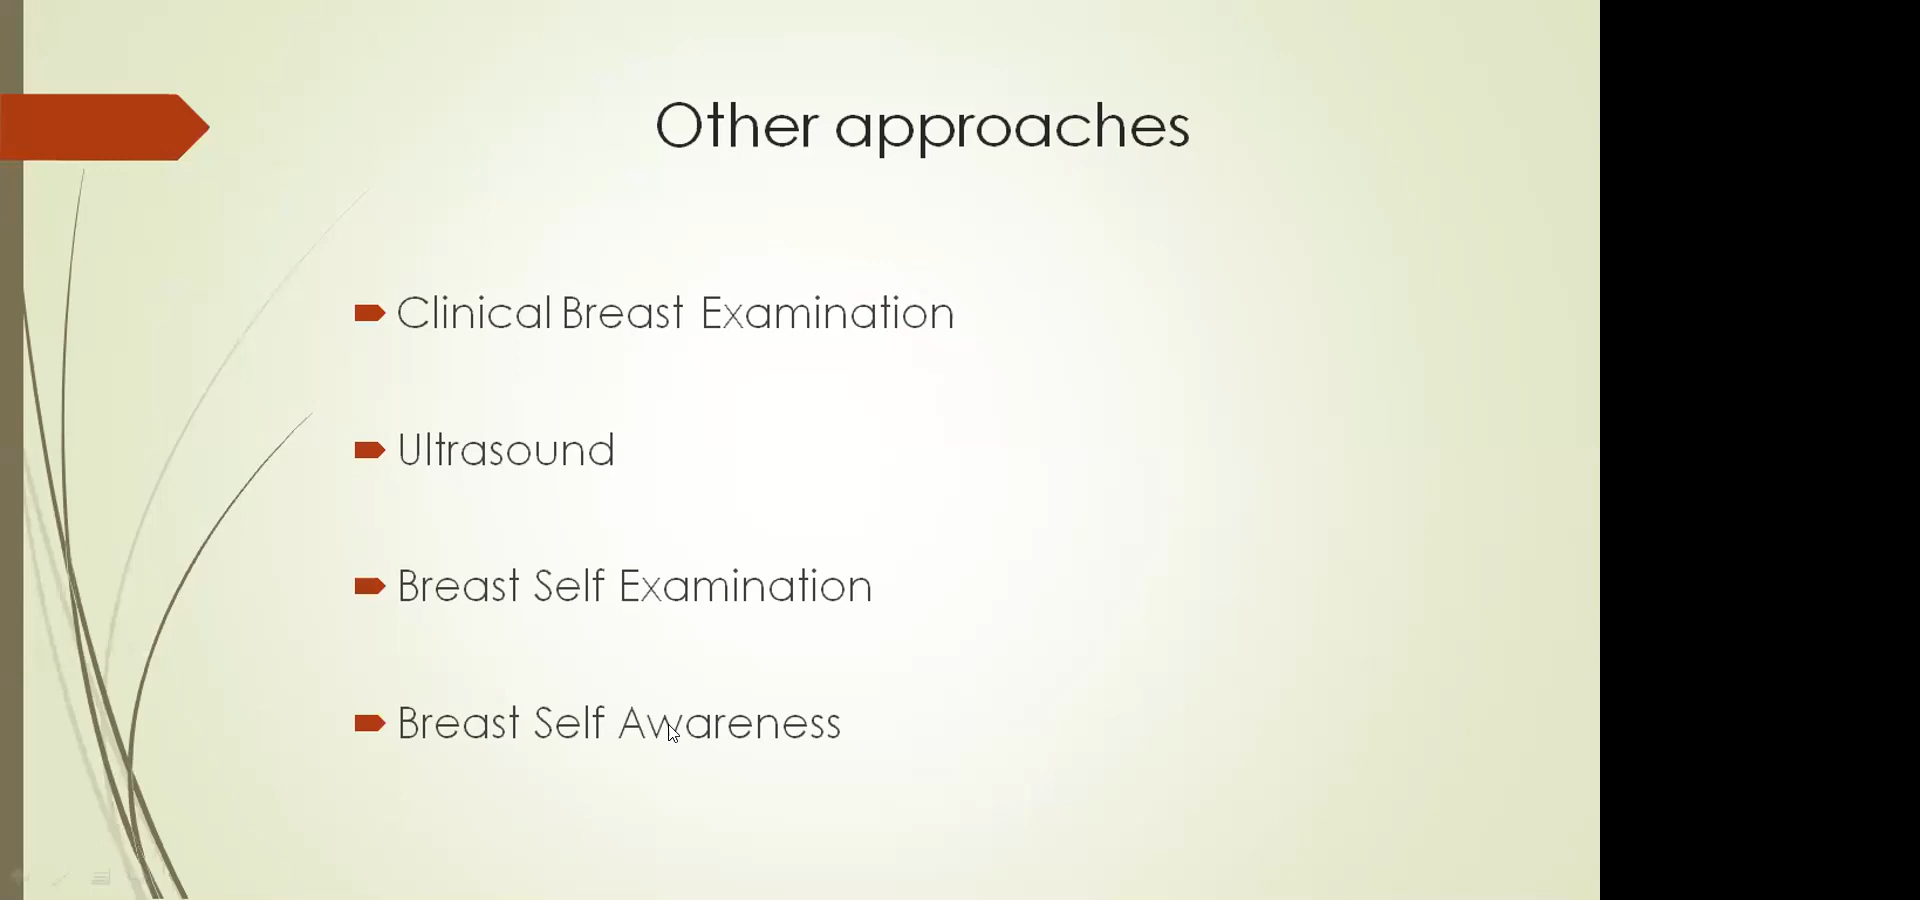 Other approaches
Clinical Breast Examination
Ultrasound
Breast Self Examination
Breast Self Awareness